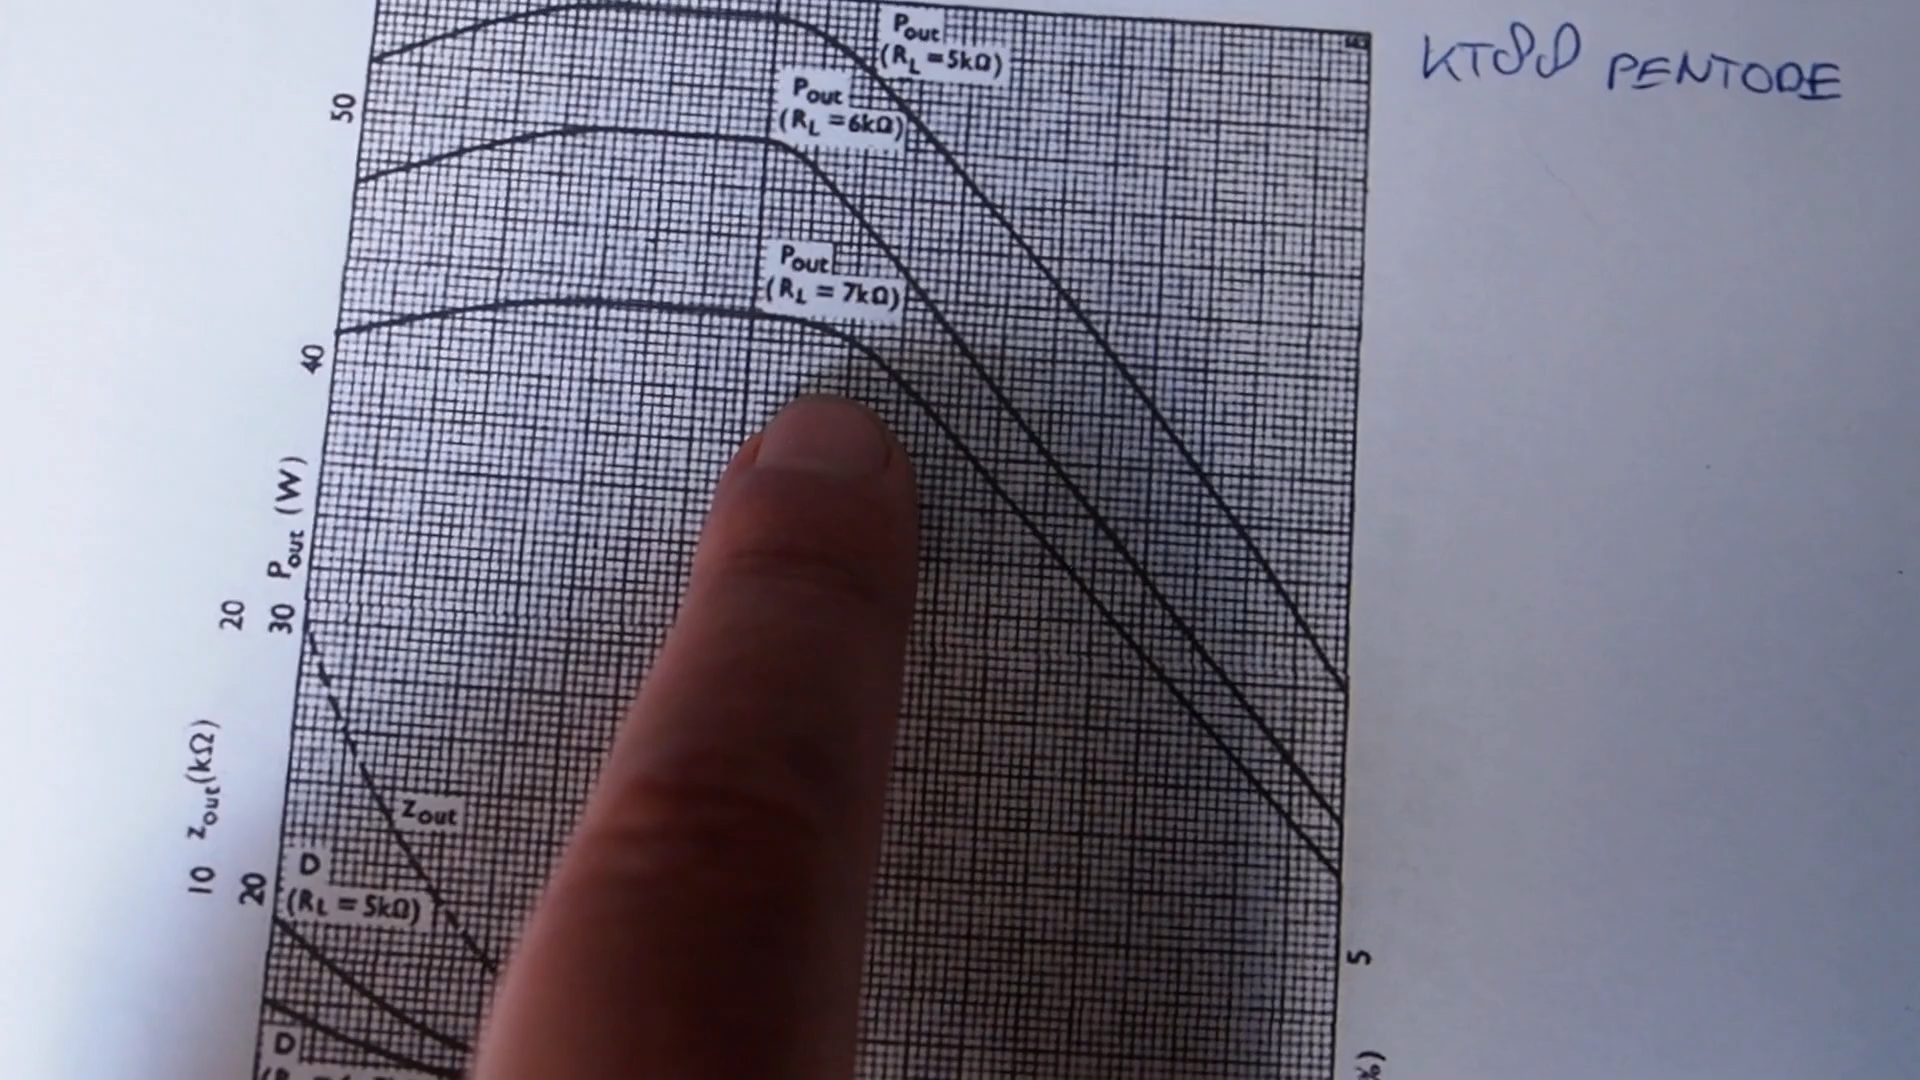 Pout
(RL = 5kΩ)
KT88 PENTODE
Pout
(RL = 6kΩ)
50
Pout
(RL = 7kΩ)
40
Pout (W)
20
30
Zout (kΩ)
Zout
10
20
D
(RL = 5kΩ)
5
D
%)